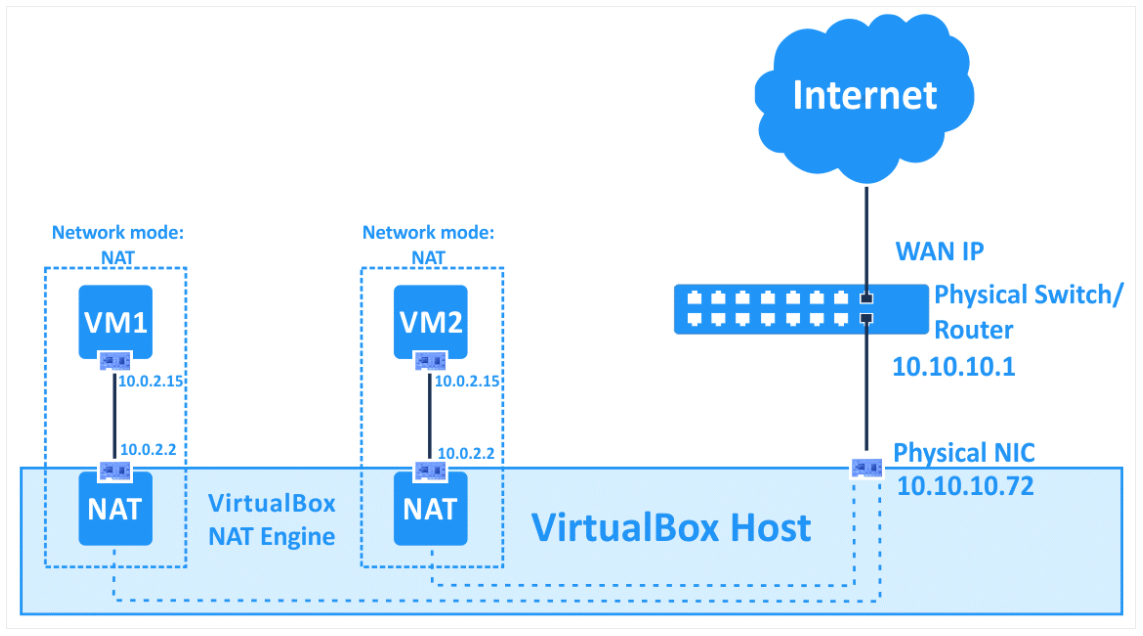 Internet
WAN IP
Physical Switch/
Router
10.10.10.1
Network mode:
NAT
VM1
10.0.2.15
10.0.2.2
NAT
Network mode:
NAT
VM2
10.0.2.15
10.0.2.2
NAT
VirtualBox
NAT Engine
VirtualBox Host
Physical NIC
10.10.10.72